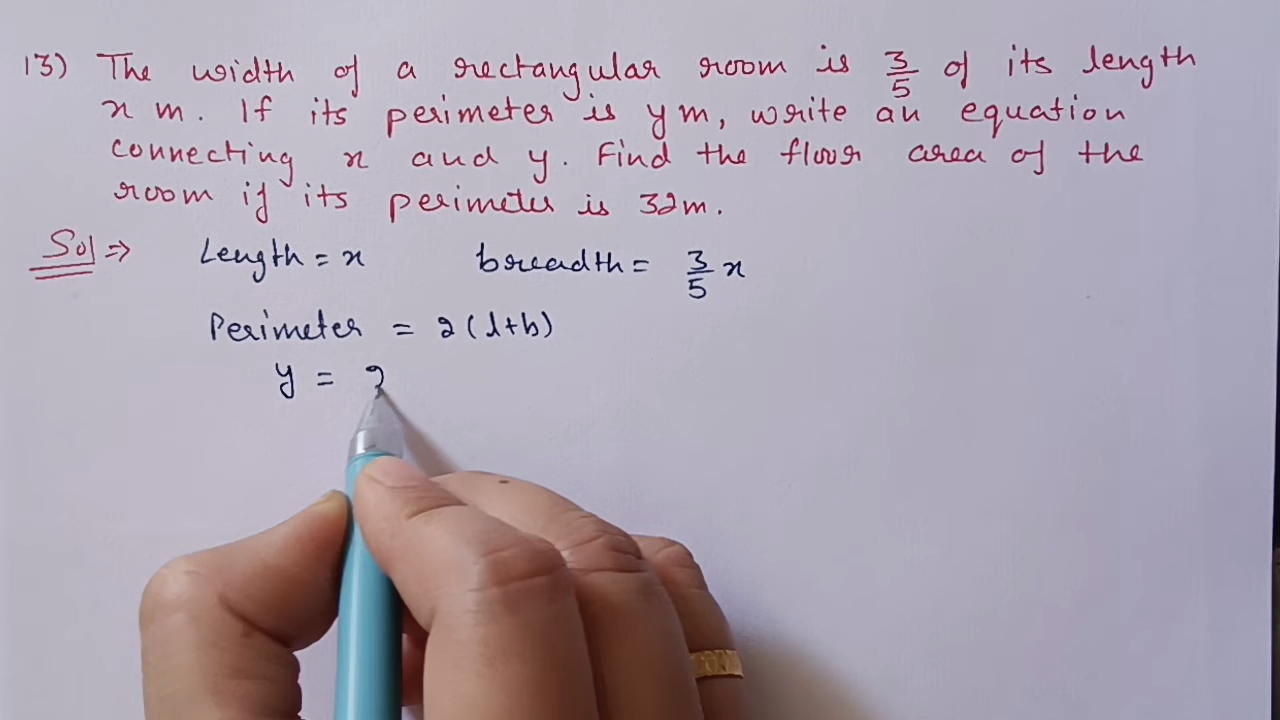 13) The width of a rectangular room is 3/5 of its length
x m. If its perimeter is y m, write an equation
connecting x and y. Find the floor area of the
room if its perimeter is 32m.
Sol ⇒ Length = x breadth = 3/5 x
Perimeter = 2(l+b)
y = 2